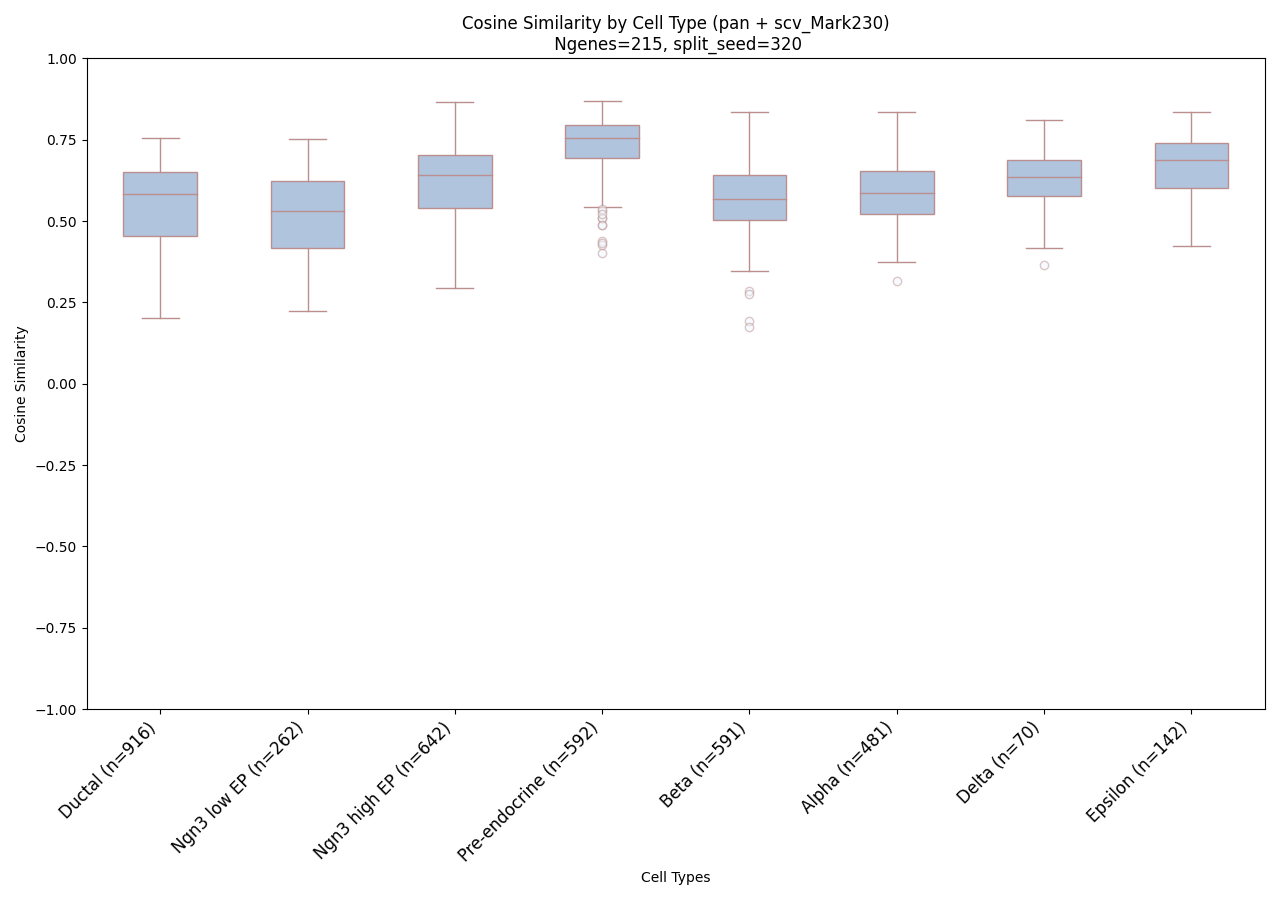 Cosine Similarity by Cell Type (pan + scv_Mark230)
Ngenes=215, split_seed=320
1.00
0.75
0.50
0.25
0.00
−0.25
−0.50
−0.75
−1.00
Cosine Similarity
Ductal (n=916)
Ngn3 low EP (n=262)
Ngn3 high EP (n=642)
Pre-endocrine (n=592)
Beta (n=591)
Alpha (n=481)
Delta (n=70)
Epsilon (n=142)
Cell Types